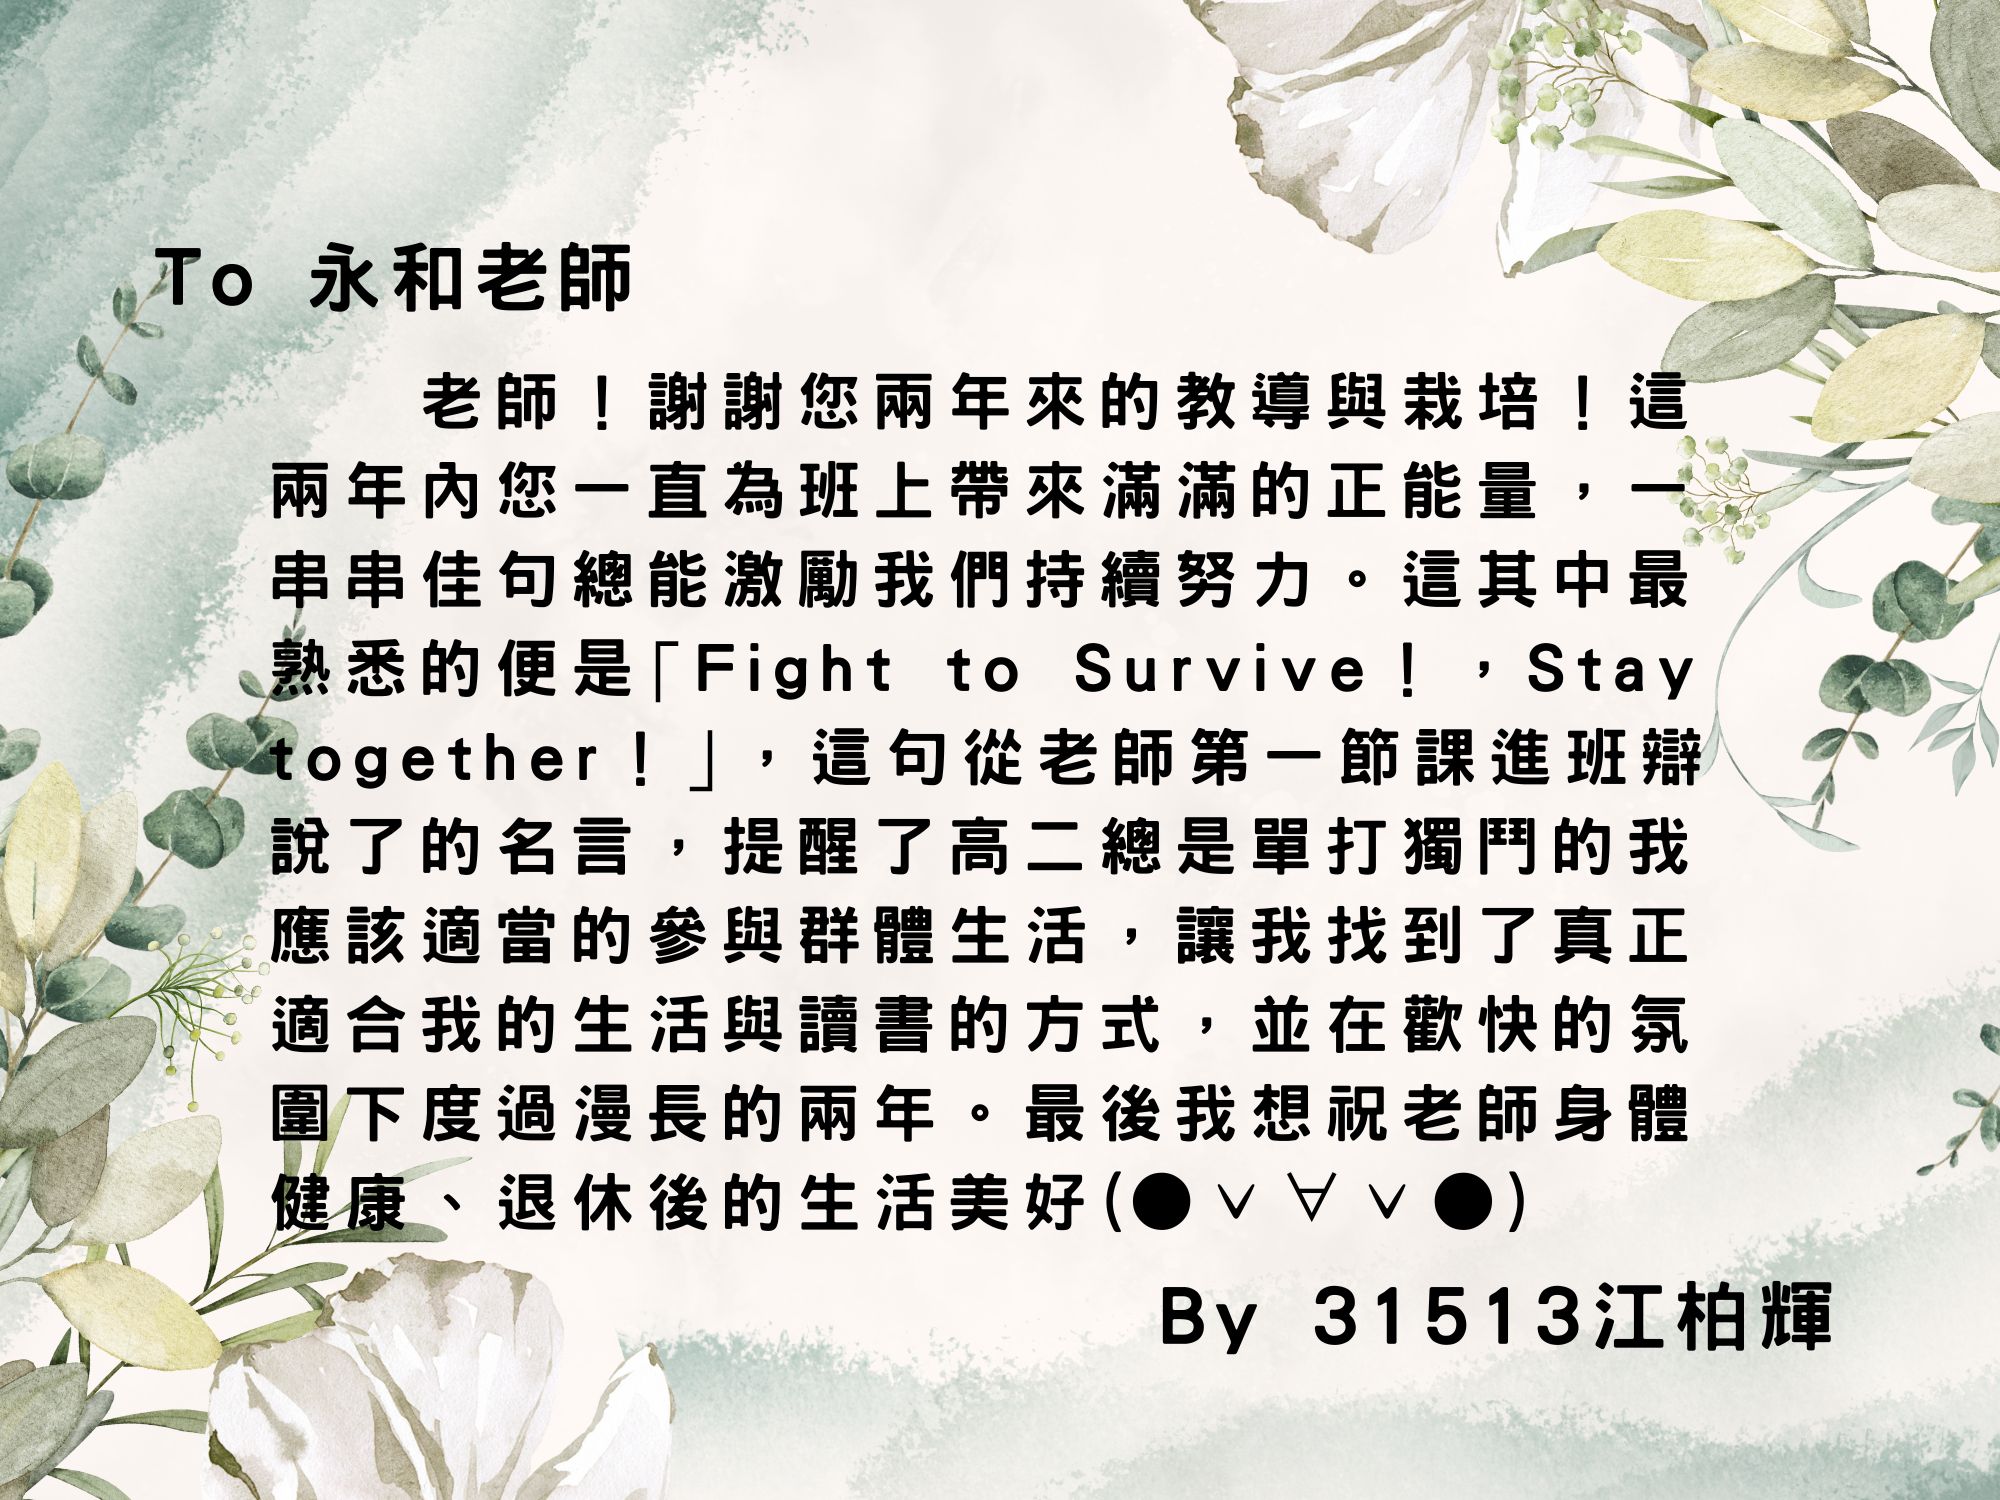 To 永和老師
老師！謝謝您兩年來的教導與栽培！這
兩年內您一直為班上帶來滿滿的正能量，一
串串佳句總能激勵我們持續努力。這其中最
熟悉的便是「Fight to Survive！，Stay
together！」，這句從老師第一節課進班辯
說了的名言，提醒了高二總是單打獨鬥的我
應該適當的參與群體生活，讓我找到了真正
適合我的生活與讀書的方式，並在歡快的氛
圍下度過漫長的兩年。最後我想祝老師身體
健康、退休後的生活美好(●∨∀∨●)
By 31513江柏輝